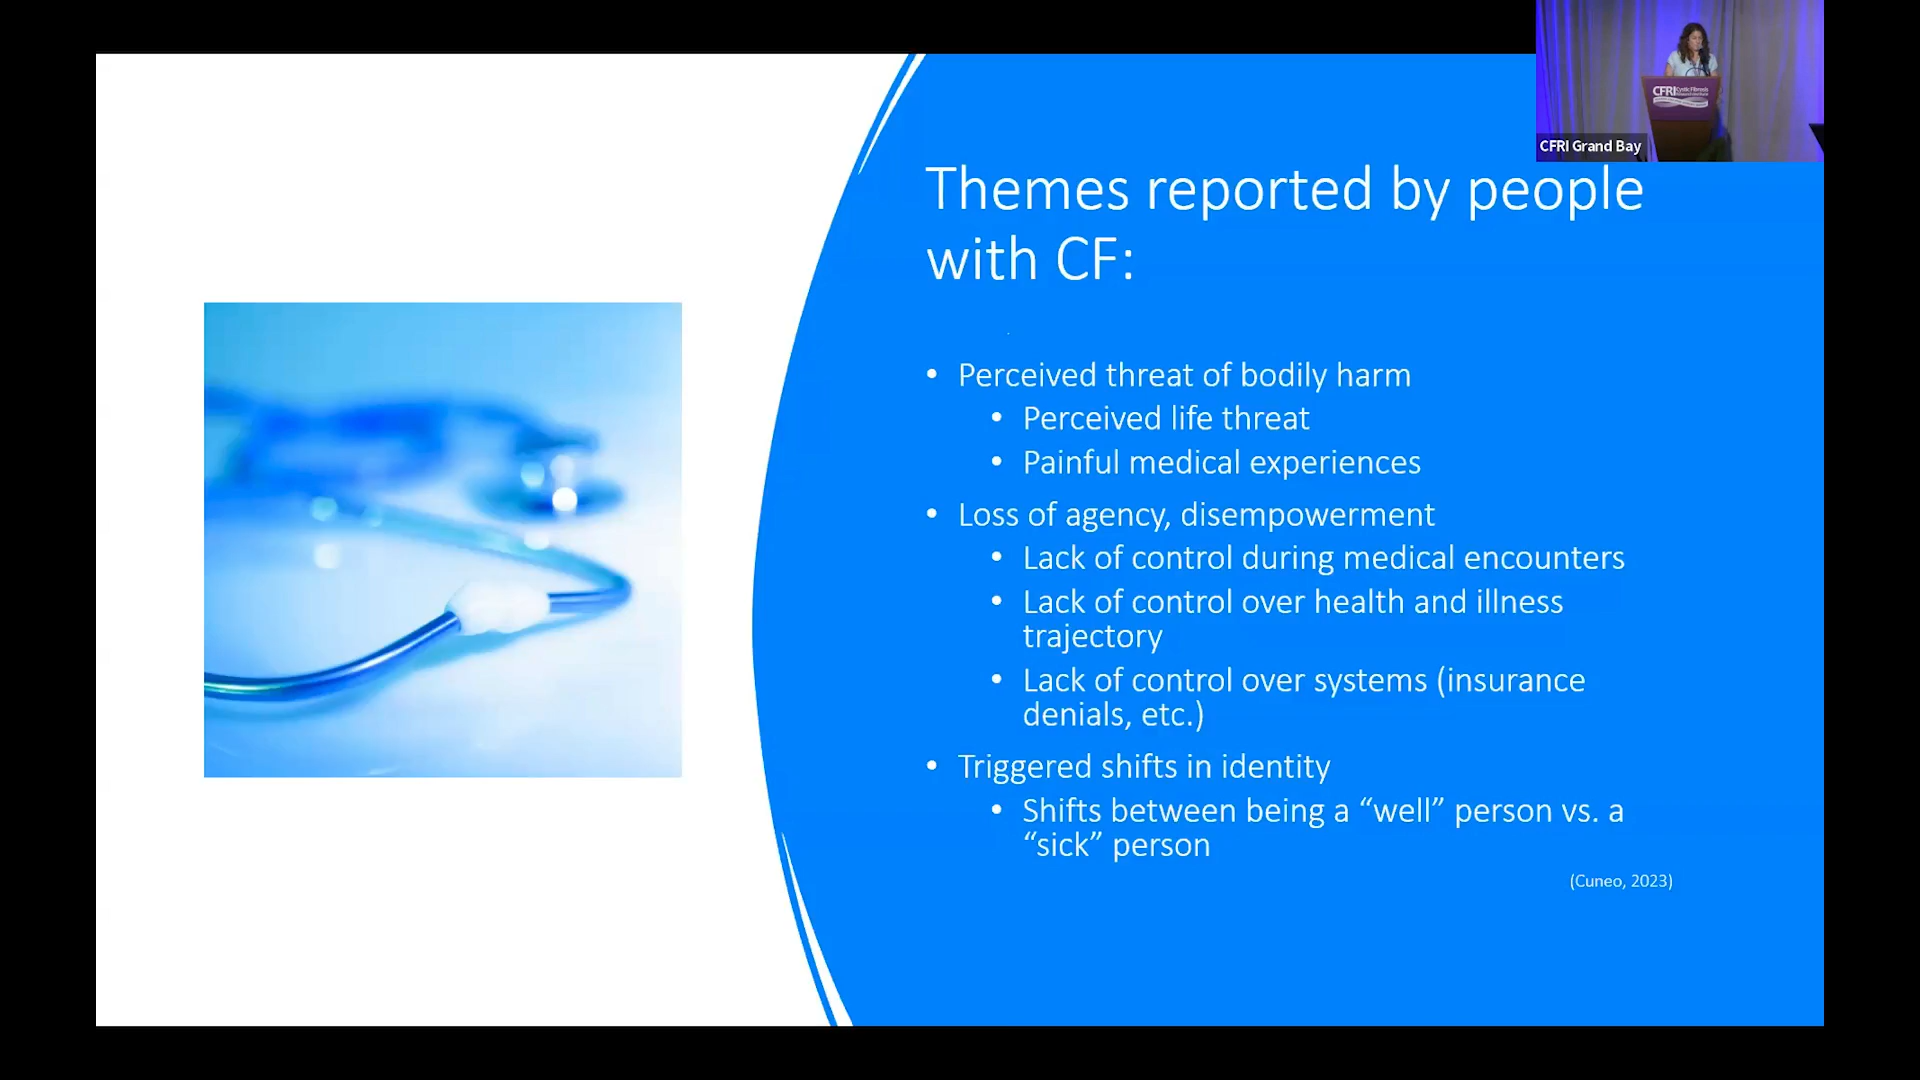 CFRI Cystic Fibrosis
CFRI Grand Bay
Themes reported by people
with CF:
• Perceived threat of bodily harm
• Perceived life threat
• Painful medical experiences
• Loss of agency, disempowerment
• Lack of control during medical encounters
• Lack of control over health and illness
trajectory
• Lack of control over systems (insurance
denials, etc.)
• Triggered shifts in identity
• Shifts between being a “well” person vs. a
“sick” person
(Cuneo, 2023)